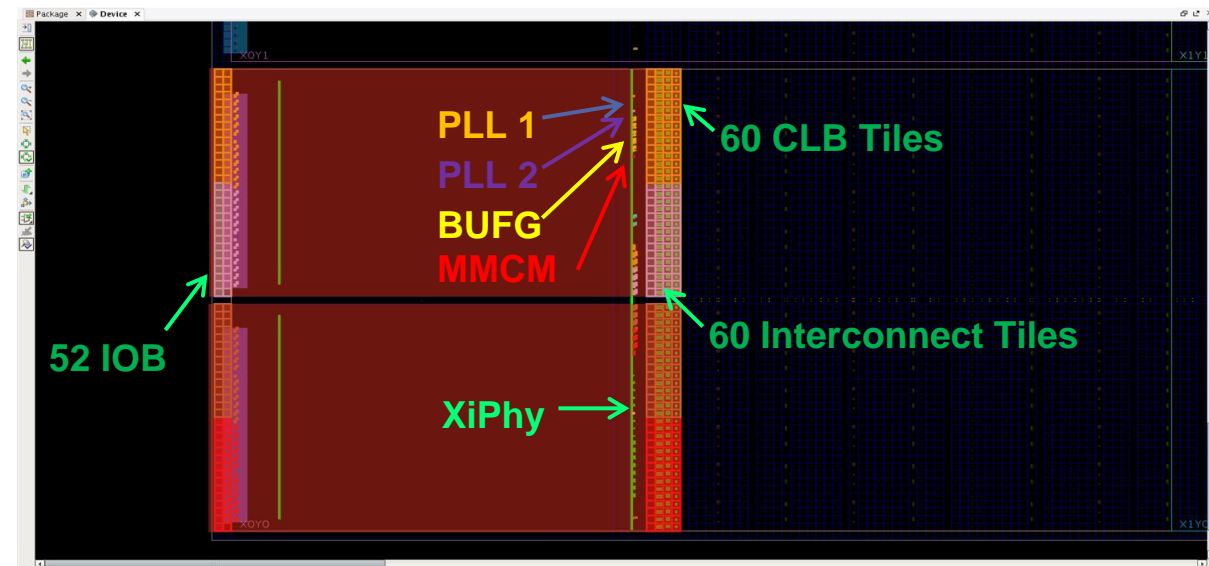 Package × Device ×
X0Y1
X1Y1
PLL 1
60 CLB Tiles
PLL 2
BUFG
MMCM
60 Interconnect Tiles
52 IOB
XiPhy
X0Y0
X1Y0